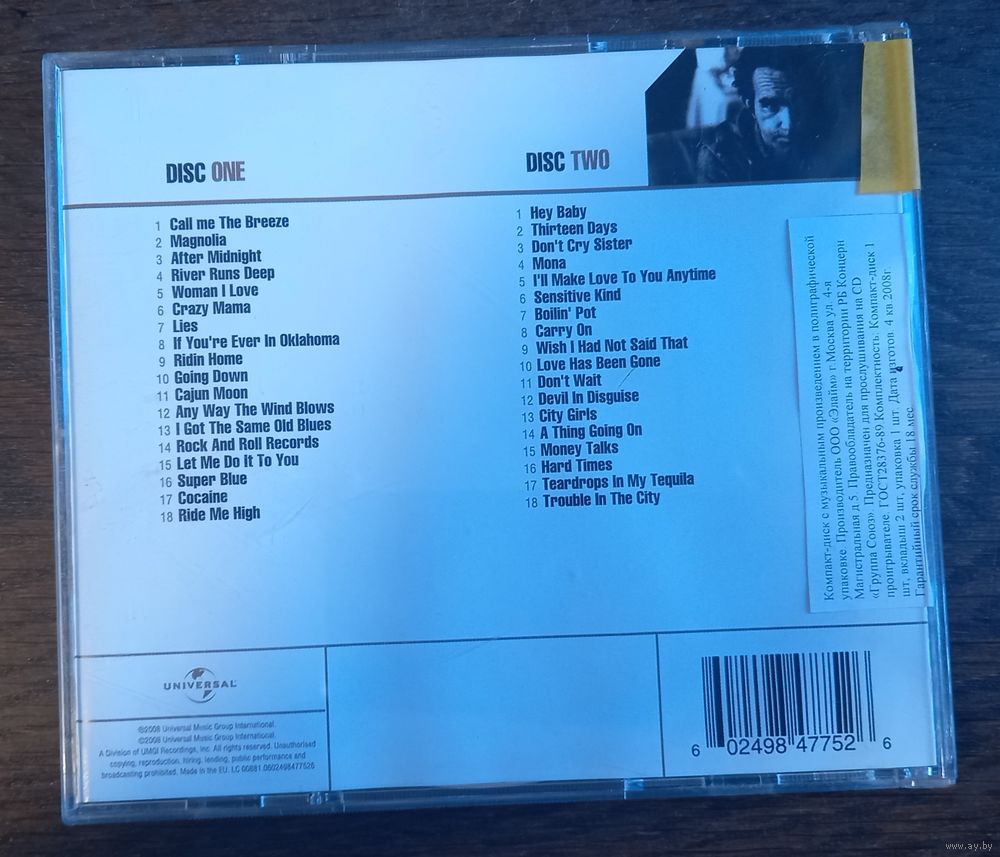 DISC ONE
1 Call me The Breeze
2 Magnolia
3 After Midnight
4 River Runs Deep
5 Woman I Love
6 Crazy Mama
7 Lies
8 If You're Ever In Oklahoma
9 Ridin Home
10 Going Down
11 Cajun Moon
12 Any Way The Wind Blows
13 I Got The Same Old Blues
14 Rock And Roll Records
15 Let Me Do It To You
16 Super Blue
17 Cocaine
18 Ride Me High
DISC TWO
1 Hey Baby
2 Thirteen Days
3 Don't Cry Sister
4 Mona
5 I'll Make Love To You Anytime
6 Sensitive Kind
7 Boilin' Pot
8 Carry On
9 Wish I Had Not Said That
10 Love Has Been Gone
11 Don't Wait
12 Devil In Disguise
13 City Girls
14 A Thing Going On
15 Money Talks
16 Hard Times
17 Teardrops In My Tequila
18 Trouble In The City
Компакт-диск с музыкальным произведением в полиграфической
упаковке. Производитель ООО «Элайм» г. Москва ул. 4-я
Магистральная д 5. Правообладатель на территории РБ Концерн
«Группа Союз». Предназначен для прослушивания на CD
проигрывателе. ГОСТ28376-89.Комплектность: Компакт-диск 1
шт, вкладыш 2 шт, упаковка 1 шт. Дата изготов. 4 кв.2008г.
Гарантийный срок службы 18 мес.
UNIVERSAL
℗2008 Universal Music Group International.
©2008 Universal Music Group International.
A Division of UMGI Recordings, Inc. All rights reserved. Unauthorised
copying, reproduction, hiring, lending, public performance and
broadcasting prohibited. Made in the EU. LC 00881.0602498477526
6 02498 47752 6
www.ay.by